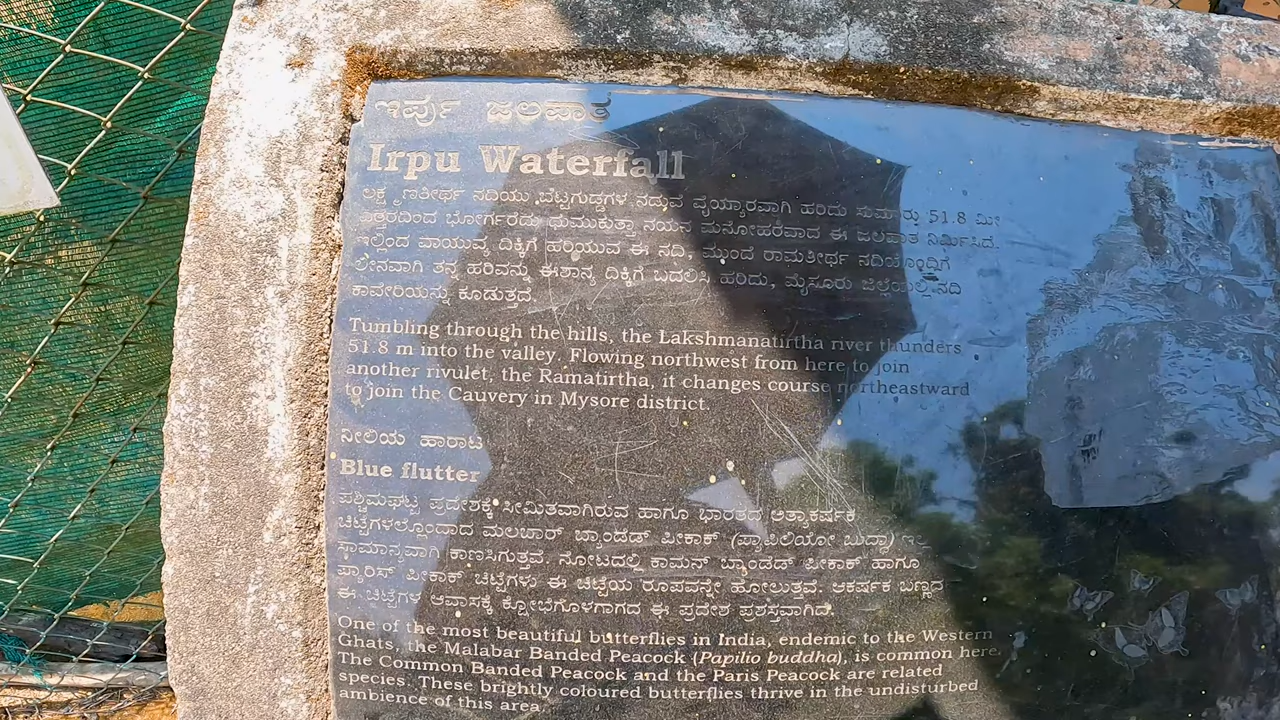 ಇರ್ಪು ಜಲಪಾತ
Irpu Waterfall
ಲಕ್ಷ್ಮಣತೀರ್ಥ ನದಿಯು ಬೆಟ್ಟಗುಡ್ಡಗಳ ನಡುವೆ ವೈಯ್ಯಾರವಾಗಿ ಹರಿದು ಸುಮಾರು 51.8 ಮೀ
ಎತ್ತರದಿಂದ ಭೋರ್ಗರೆದು ಧುಮುಕುತ್ತಾ ನಯನ ಮನೋಹರವಾದ ಈ ಜಲಪಾತ ನಿರ್ಮಿಸಿದೆ.
ಇಲ್ಲಿಂದ ವಾಯುವ್ಯ ದಿಕ್ಕಿಗೆ ಹರಿಯುವ ಈ ನದಿ, ಮುಂದೆ ರಾಮತೀರ್ಥ ನದಿಯೊಂದ್ದಿಗೆ
ಲೀನವಾಗಿ ತನ್ನ ಹರಿವನ್ನು ಈಶಾನ್ಯ ದಿಕ್ಕಿಗೆ ಬದಲಿಸಿ ಹರಿದು, ಮೈಸೂರು ಜಿಲ್ಲೆಯಲ್ಲಿ ನದಿ
ಕಾವೇರಿಯನ್ನು ಕೂಡುತ್ತದೆ.
Tumbling through the hills, the Lakshmanatirtha river thunders
51.8 m into the valley. Flowing northwest from here to join
another rivulet, the Ramatirtha, it changes course northeastward
to join the Cauvery in Mysore district.
ನೀಲಿಯ ಹಾರಾಟ
Blue flutter
ಪಶ್ಚಿಮಘಟ್ಟ ಪ್ರದೇಶಕ್ಕೆ ಸೀಮಿತವಾಗಿರುವ ಹಾಗೂ ಭಾರತದ ಅತ್ಯಾಕರ್ಷಕ
ಚಿಟ್ಟೆಗಳಲ್ಲೊಂದಾದ ಮಲಬಾರ್ ಬ್ಯಾಂಡೆಡ್ ಪೀಕಾಕ್ (ಪ್ಯಾಪಿಲಿಯೋ ಬುದ್ಧಾ) ಇಲ್ಲಿ
ಸಾಮಾನ್ಯವಾಗಿ ಕಾಣಸಿಗುತ್ತವೆ. ನೋಟದಲ್ಲಿ ಕಾಮನ್ ಬ್ಯಾಂಡೆಡ್ ಪೀಕಾಕ್ ಹಾಗೂ
ಪ್ಯಾರಿಸ್ ಪೀಕಾಕ್ ಚಿಟ್ಟೆಗಳು ಈ ಚಿಟ್ಟೆಯ ರೂಪವನ್ನೇ ಹೋಲುತ್ತವೆ. ಆಕರ್ಷಕ ಬಣ್ಣದ
ಈ ಚಿಟ್ಟೆಗಳ ಆವಾಸಕ್ಕೆ ಕ್ಷೋಭೆಗೊಳಗಾಗದ ಈ ಪ್ರದೇಶ ಪ್ರಶಸ್ತವಾಗಿದೆ.
One of the most beautiful butterflies in India, endemic to the Western
Ghats, the Malabar Banded Peacock (Papilio buddha), is common here.
The Common Banded Peacock and the Paris Peacock are related
species. These brightly coloured butterflies thrive in the undisturbed
ambience of this area.